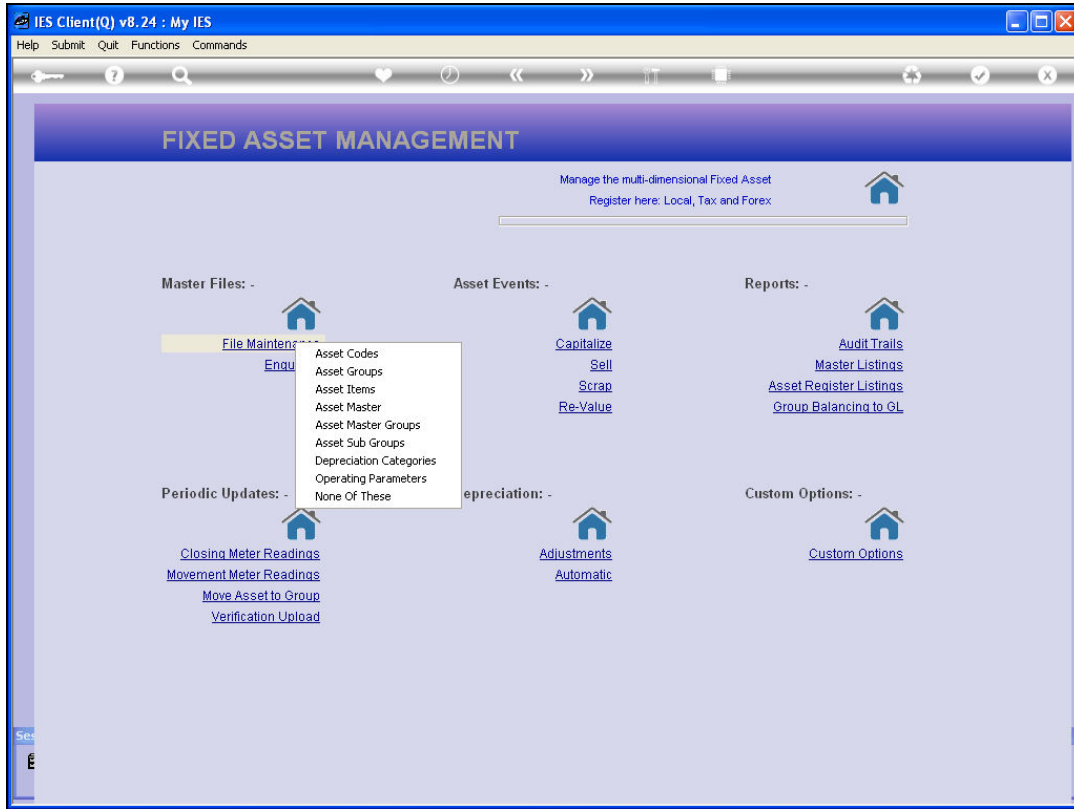 IES Client(Q) v8.24 : My IES
Help Submit Quit Functions Commands
FIXED ASSET MANAGEMENT
Manage the multi-dimensional Fixed Asset
Register here: Local, Tax and Forex
Master Files: -
Asset Events: -
Reports: -
File Maintenance
Capitalize
Audit Trails
Sell
Master Listings
Scrap
Asset Register Listings
Re-Value
Group Balancing to GL
Asset Codes
Asset Groups
Asset Items
Asset Master
Asset Master Groups
Asset Sub Groups
Depreciation Categories
Operating Parameters
None Of These
Periodic Updates: -
epreciation: -
Custom Options: -
Closing Meter Readings
Adjustments
Custom Options
Movement Meter Readings
Automatic
Move Asset to Group
Verification Upload